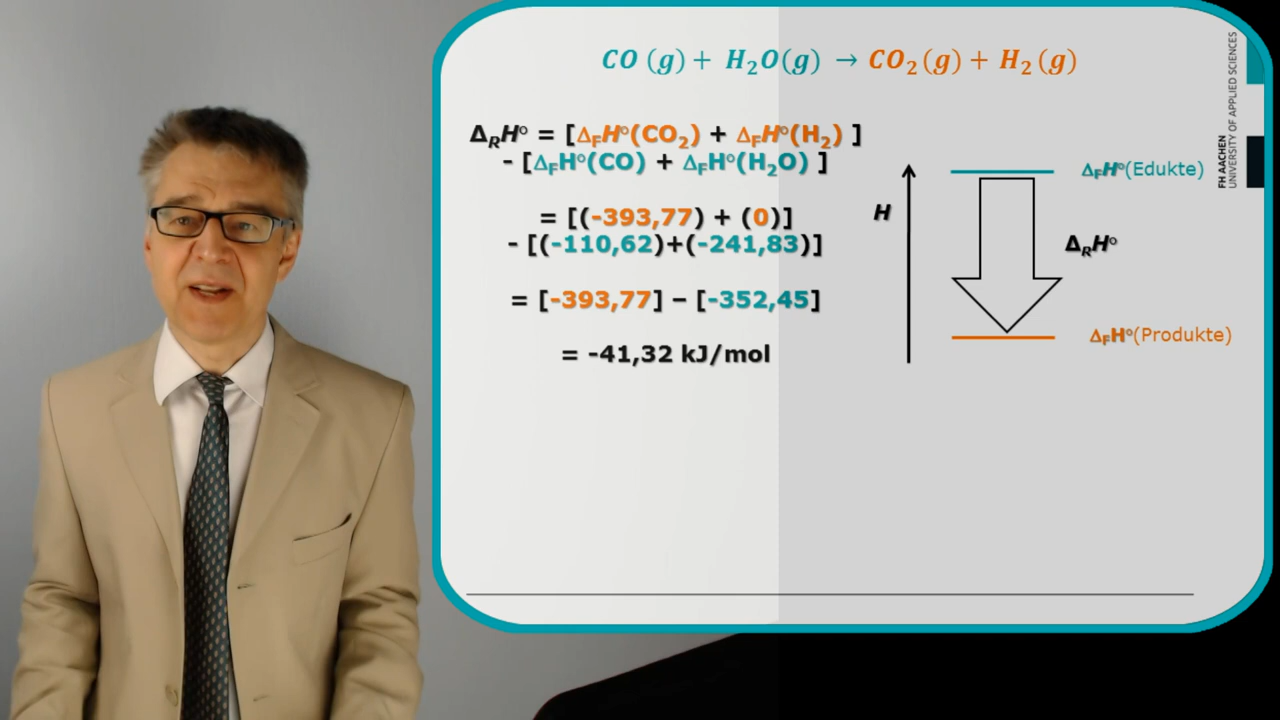 CO (g) + H₂O(g) → CO₂(g) + H₂(g)
Δ_RH° = [Δ_FH°(CO₂) + Δ_FH°(H₂) ]
- [Δ_FH°(CO) + Δ_FH°(H₂O) ]
= [(-393,77) + (0)]
- [(-110,62)+(-241,83)]
= [-393,77] – [-352,45]
= -41,32 kJ/mol
H
Δ_FH°(Edukte)
Δ_RH°
Δ_FH°(Produkte)
FH AACHEN
UNIVERSITY OF APPLIED SCIENCES